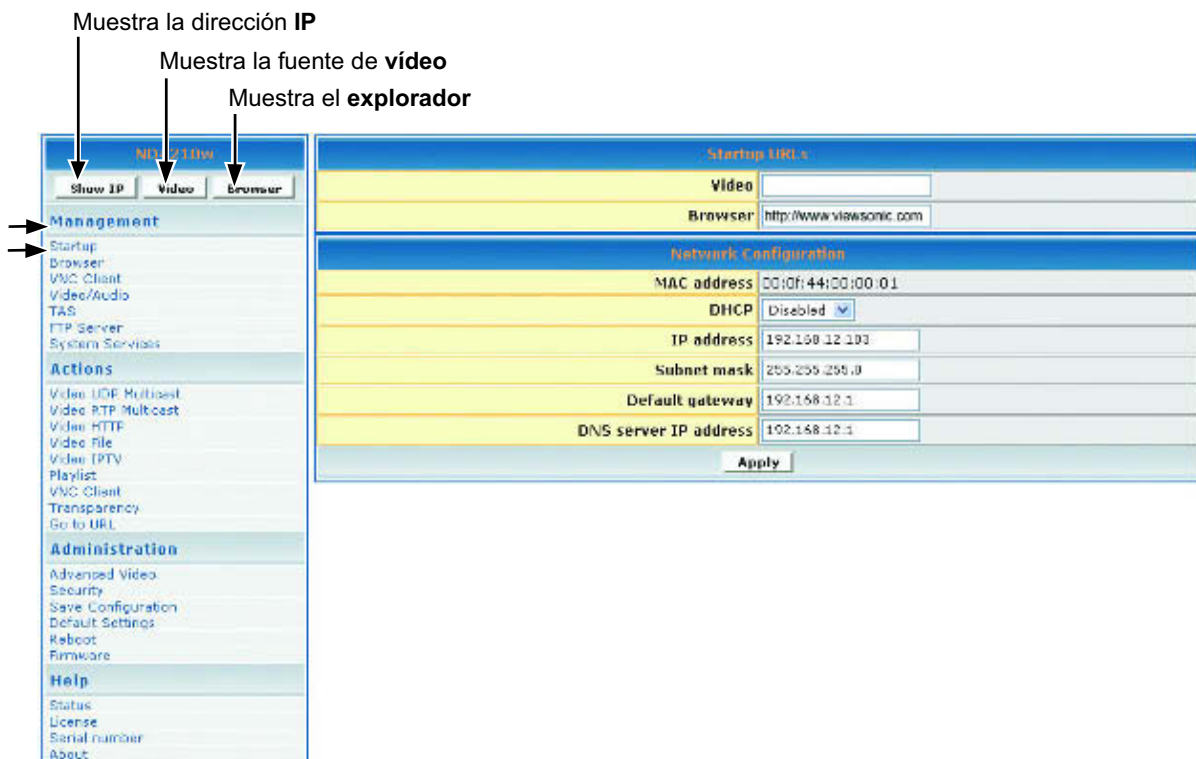 Muestra la dirección IP
Muestra la fuente de vídeo
Muestra el explorador
Show IP Video Browser
Management
Startup
Browser
VNC Client
Video/Audio
TAS
FTP Server
System Services
Actions
Video UDP Multicast
Video RTP Multicast
Video HTTP
Video File
Video IPTV
Playlist
VNC Client
Transparency
Go to URL
Administration
Advanced Video
Security
Save Configuration
Default Settings
Reboot
Firmware
Help
Status
License
Serial number
About
Startup URLs
Video
Browser http://www.viewsonic.com
Network Configuration
MAC address 00:0f:44:00:00:01
DHCP Disabled
IP address 192.168.12.103
Subnet mask 255.255.255.0
Default gateway 192.168.12.1
DNS server IP address 192.168.12.1
Apply